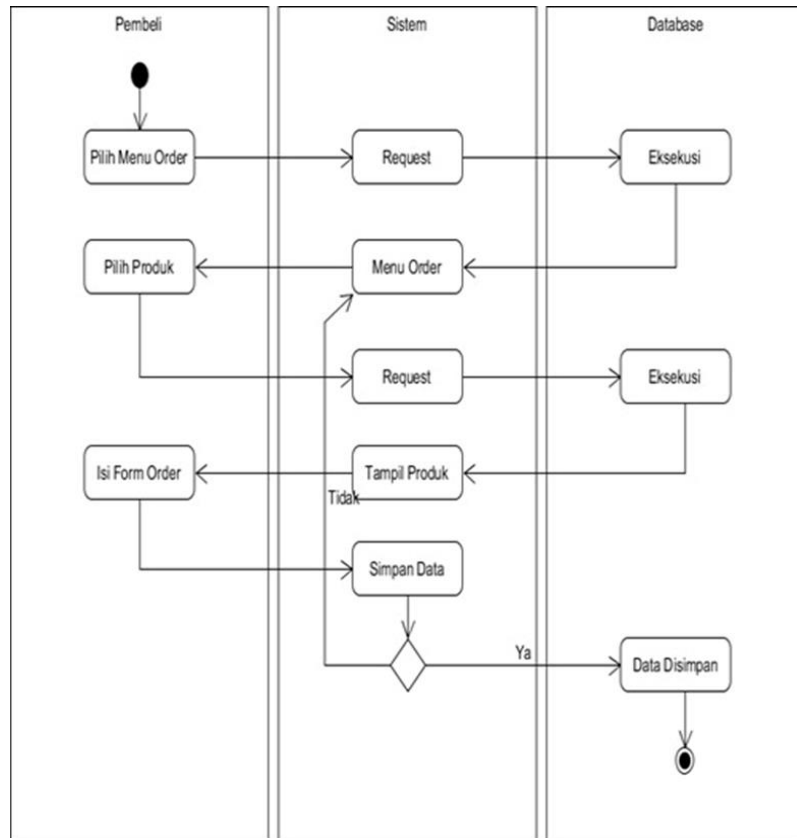 Pembeli
Sistem
Database
Pilih Menu Order
Request
Eksekusi
Pilih Produk
Menu Order
Request
Eksekusi
Isi Form Order
Tampil Produk
Tidak
Simpan Data
Ya
Data Disimpan